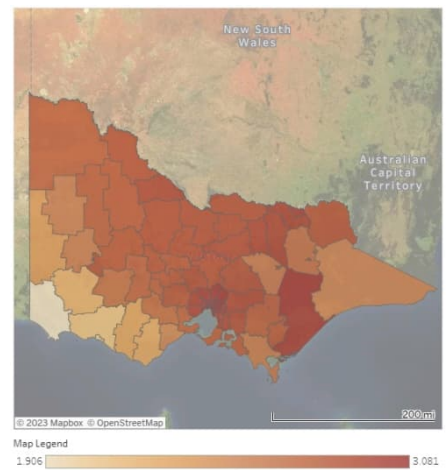 New South
Wales
Australian
Capital
Territory
© 2023 Mapbox © OpenStreetMap
200 mi
Map Legend
1.906
3.081